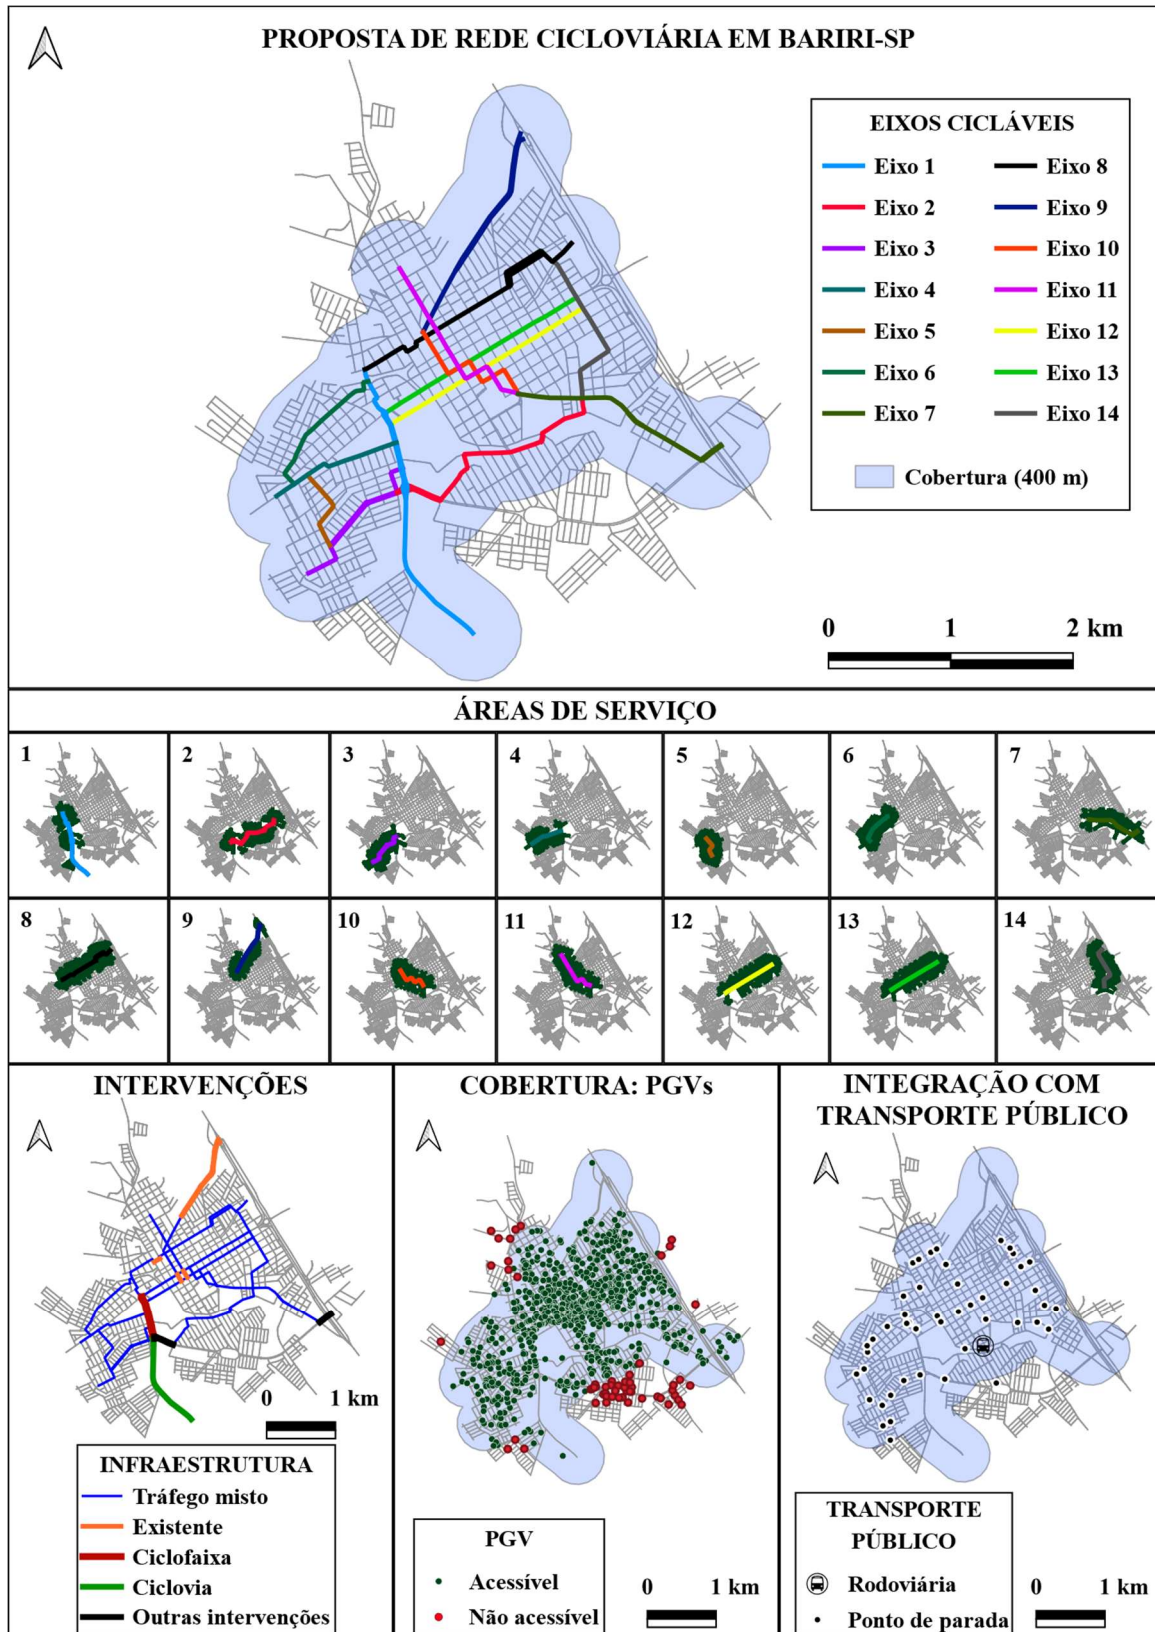 PROPOSTA DE REDE CICLOVIÁRIA EM BARIRI-SP
EIXOS CICLÁVEIS
Eixo 1
Eixo 8
Eixo 2
Eixo 9
Eixo 3
Eixo 10
Eixo 4
Eixo 11
Eixo 5
Eixo 12
Eixo 6
Eixo 13
Eixo 7
Eixo 14
Cobertura (400 m)
0 1 2 km
ÁREAS DE SERVIÇO
1 2 3 4 5 6 7
8 9 10 11 12 13 14
INTERVENÇÕES
0 1 km
INFRAESTRUTURA
Tráfego misto
Existente
Ciclofaixa
Ciclovia
Outras intervenções
COBERTURA: PGVs
PGV
Acessível
Não acessível
0 1 km
INTEGRAÇÃO COM
TRANSPORTE PÚBLICO
TRANSPORTE
PÚBLICO
Rodoviária
Ponto de parada
0 1 km